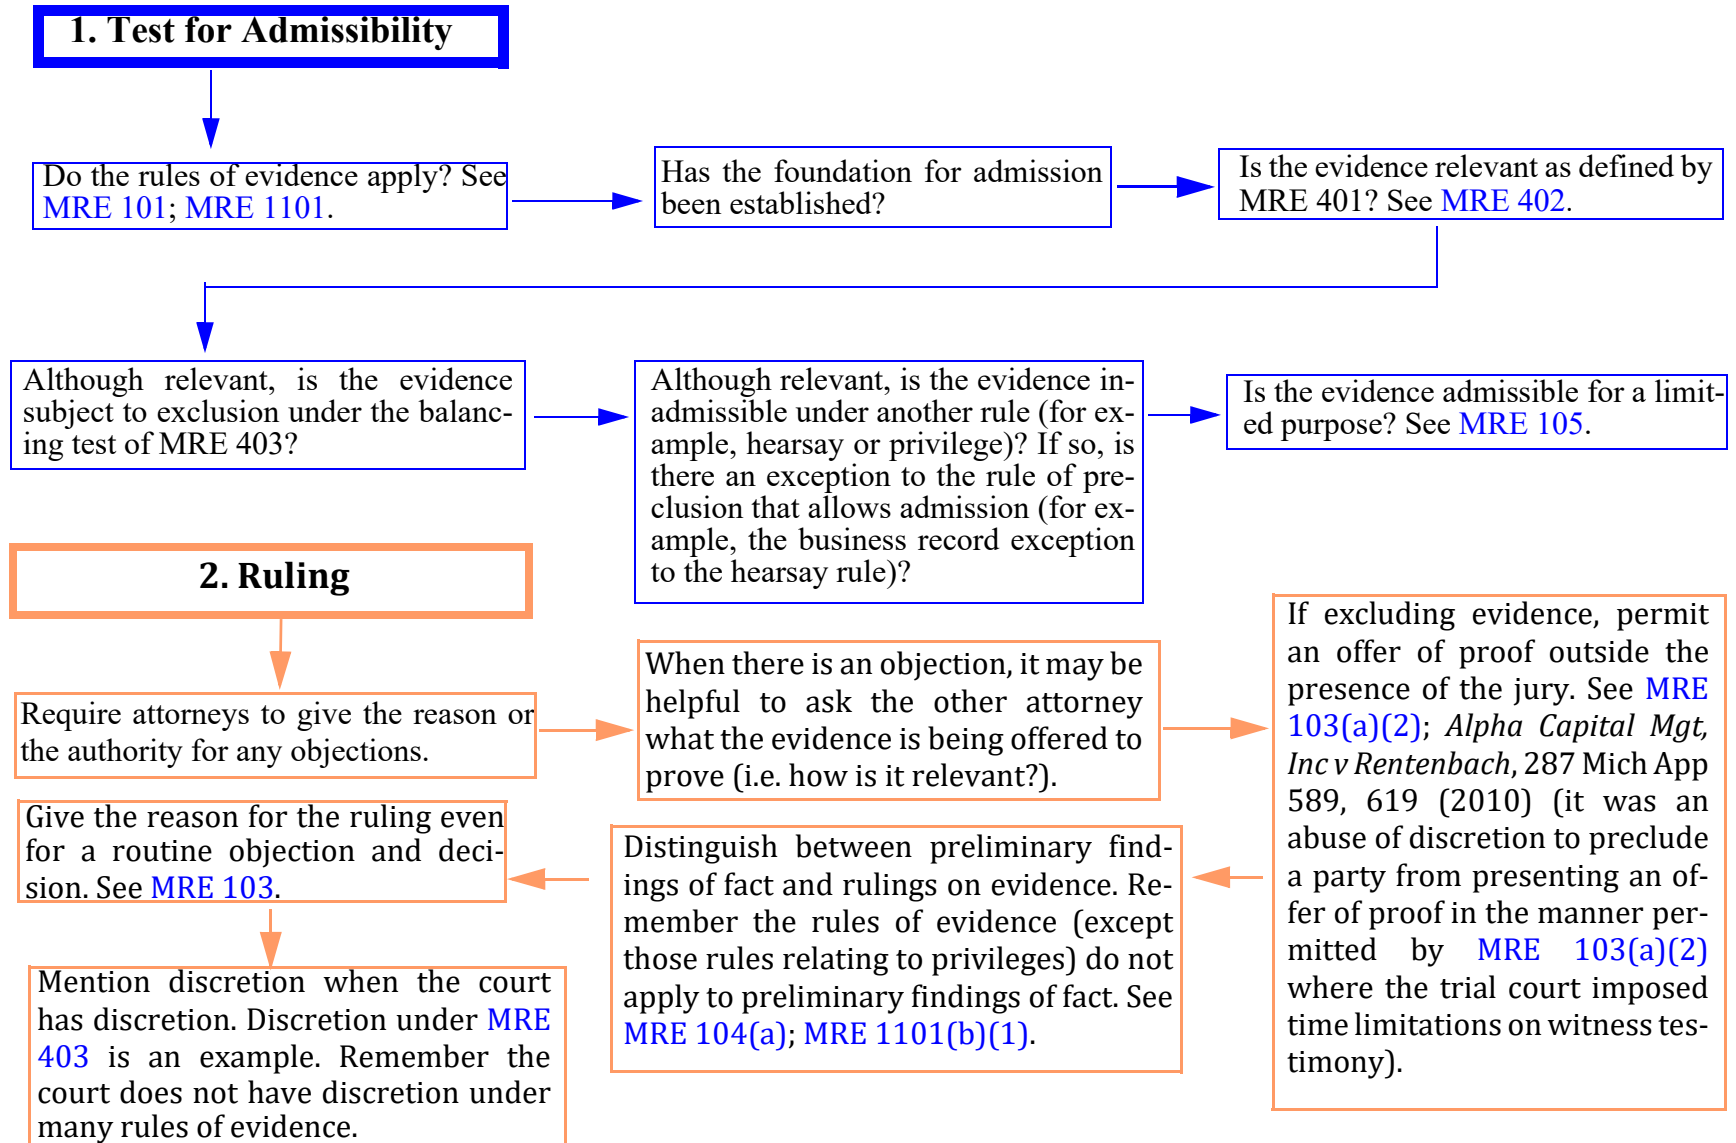 1. Test for Admissibility
Do the rules of evidence apply? See
MRE 101; MRE 1101.
Has the foundation for admission
been established?
Is the evidence relevant as defined by
MRE 401? See MRE 402.
Although relevant, is the evidence
subject to exclusion under the balanc-
ing test of MRE 403?
Although relevant, is the evidence in-
admissible under another rule (for ex-
ample, hearsay or privilege)? If so, is
there an exception to the rule of pre-
clusion that allows admission (for ex-
ample, the business record exception
to the hearsay rule)?
Is the evidence admissible for a limit-
ed purpose? See MRE 105.
2. Ruling
Require attorneys to give the reason or
the authority for any objections.
When there is an objection, it may be
helpful to ask the other attorney
what the evidence is being offered to
prove (i.e. how is it relevant?).
If excluding evidence, permit
an offer of proof outside the
presence of the jury. See MRE
103(a)(2); Alpha Capital Mgt,
Inc v Rentenbach, 287 Mich App
589, 619 (2010) (it was an
abuse of discretion to preclude
a party from presenting an of-
fer of proof in the manner per-
mitted by MRE 103(a)(2)
where the trial court imposed
time limitations on witness tes-
timony).
Distinguish between preliminary find-
ings of fact and rulings on evidence. Re-
member the rules of evidence (except
those rules relating to privileges) do not
apply to preliminary findings of fact. See
MRE 104(a); MRE 1101(b)(1).
Give the reason for the ruling even
for a routine objection and deci-
sion. See MRE 103.
Mention discretion when the court
has discretion. Discretion under MRE
403 is an example. Remember the
court does not have discretion under
many rules of evidence.